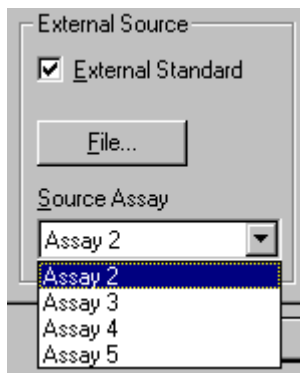 External Source
External Standard
File...
Source Assay
Assay 2
Assay 2
Assay 3
Assay 4
Assay 5